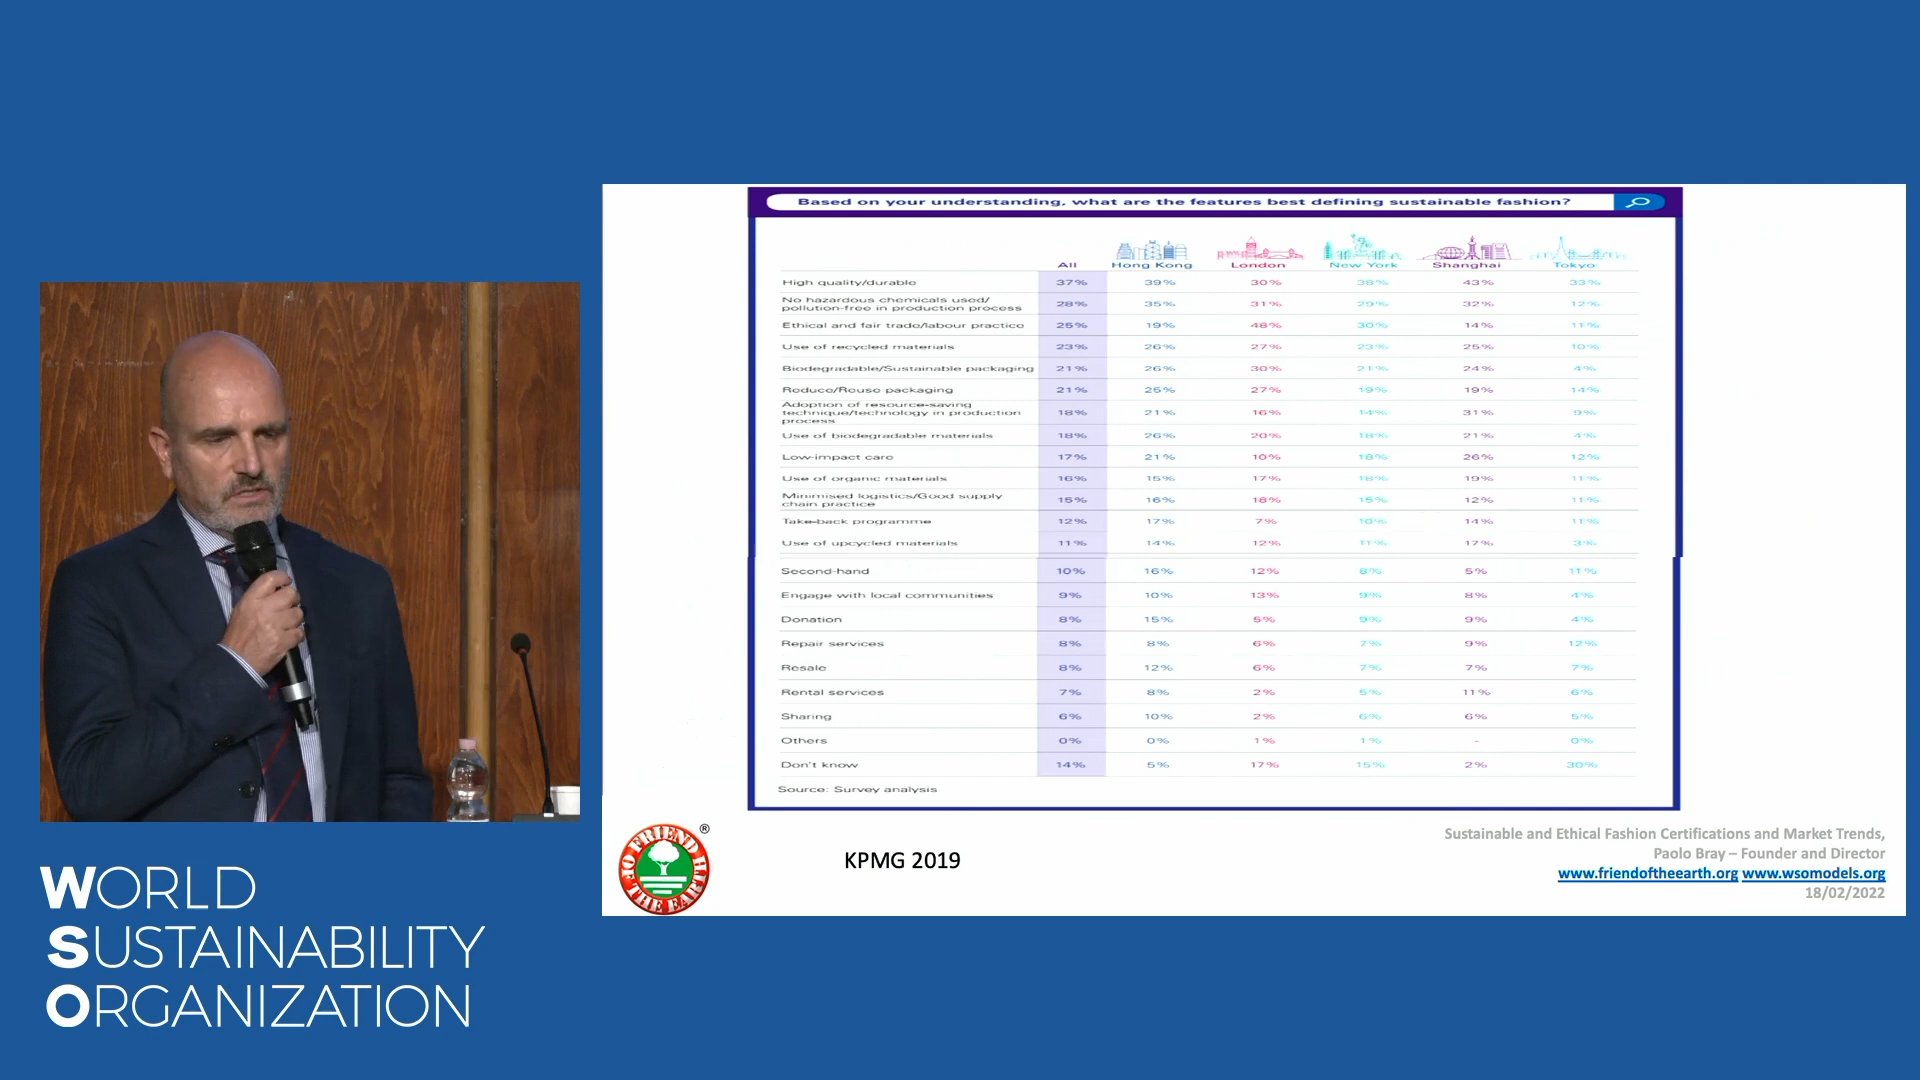 Based on your understanding, what are the features best defining sustainable fashion?
All Hong Kong London New York Shanghai Tokyo
High quality/durable 37% 39% 30% 38% 43% 33%
No hazardous chemicals used/
pollution-free in production process 28% 35% 31% 29% 32% 12%
Ethical and fair trade/labour practice 25% 19% 48% 30% 14% 11%
Use of recycled materials 23% 26% 27% 23% 25% 10%
Biodegradable/Sustainable packaging 21% 26% 30% 21% 24% 4%
Reduce/Reuse packaging 21% 25% 27% 19% 19% 14%
Adoption of resource-saving
technique/technology in production
process 18% 21% 16% 14% 31% 9%
Use of biodegradable materials 18% 26% 20% 18% 21% 4%
Low-impact care 17% 21% 10% 18% 26% 12%
Use of organic materials 16% 15% 17% 18% 19% 11%
Minimised logistics/Good supply
chain practice 15% 16% 18% 15% 12% 11%
Take-back programme 12% 17% 7% 10% 14% 11%
Use of upcycled materials 11% 14% 12% 11% 17% 3%
Second-hand 10% 16% 12% 8% 5% 11%
Engage with local communities 9% 10% 13% 9% 8% 4%
Donation 8% 15% 5% 9% 9% 4%
Repair services 8% 8% 6% 7% 9% 12%
Resale 8% 12% 6% 7% 7% 7%
Rental services 7% 8% 2% 5% 11% 6%
Sharing 6% 10% 2% 6% 6% 5%
Others 0% 0% 1% 1% - 0%
Don't know 14% 5% 17% 15% 2% 30%
Source: Survey analysis
FRIEND OF THE EARTH ®
KPMG 2019
Sustainable and Ethical Fashion Certifications and Market Trends,
Paolo Bray – Founder and Director
www.friendoftheearth.org www.wsomodels.org
18/02/2022
WORLD
SUSTAINABILITY
ORGANIZATION